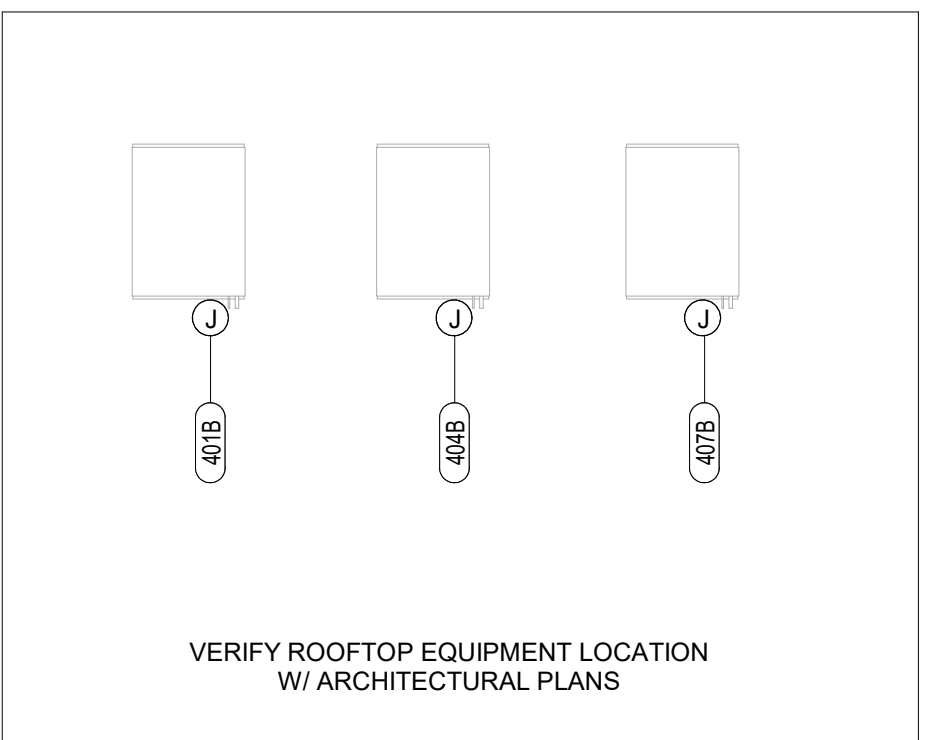 J
J
J
401B
404B
407B
VERIFY ROOFTOP EQUIPMENT LOCATION
W/ ARCHITECTURAL PLANS